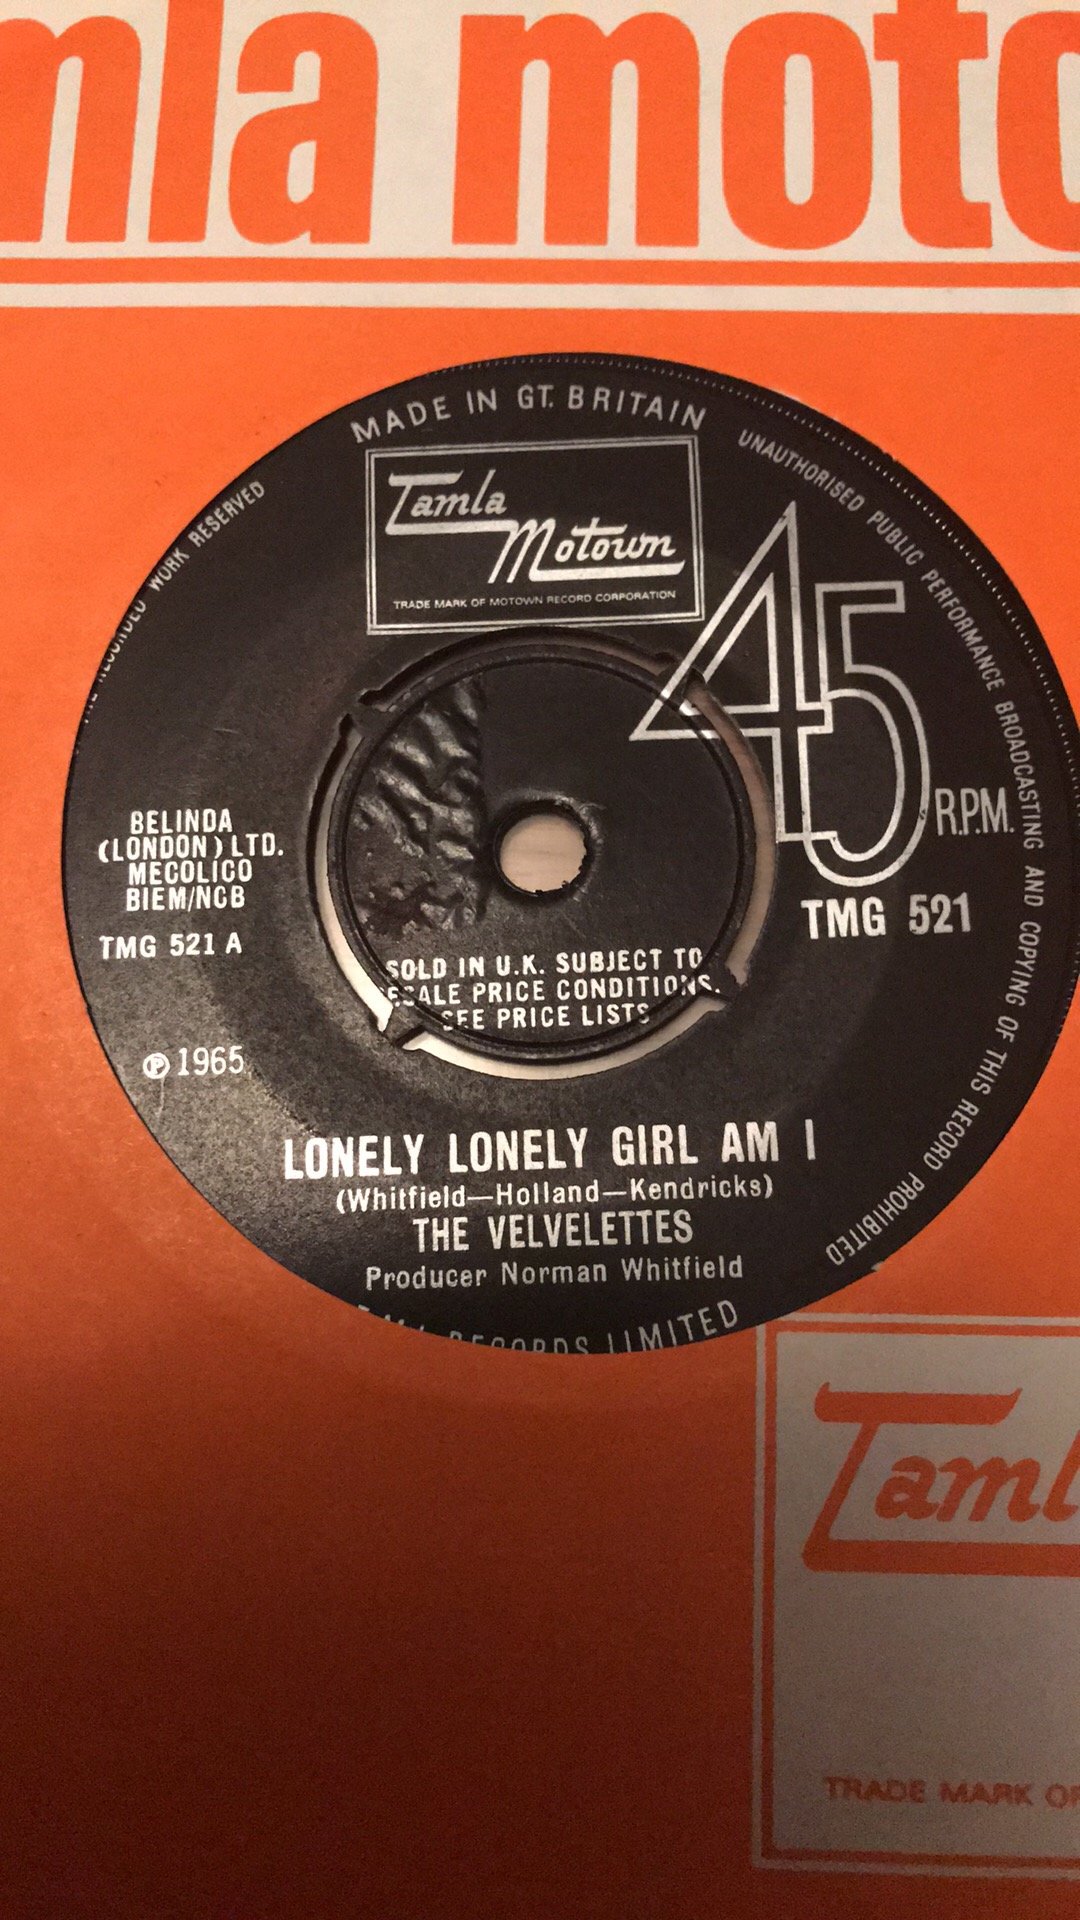 mla moto
MADE IN GT. BRITAIN
UNAUTHORISED PUBLIC PERFORMANCE BROADCASTING AND COPYING OF THIS RECORD PROHIBITED
RECORDED WORK RESERVED
Tamla
Motown
TRADE MARK OF MOTOWN RECORD CORPORATION
45
R.P.M.
BELINDA
(LONDON) LTD.
MECOLICO
BIEM/NCB
TMG 521 A
TMG 521
SOLD IN U.K. SUBJECT TO
ESALE PRICE CONDITIONS.
SEE PRICE LISTS
℗ 1965
LONELY LONELY GIRL AM I
(Whitfield—Holland—Kendricks)
THE VELVELETTES
Producer Norman Whitfield
RECORDS LIMITED
Taml
TRADE MARK OF